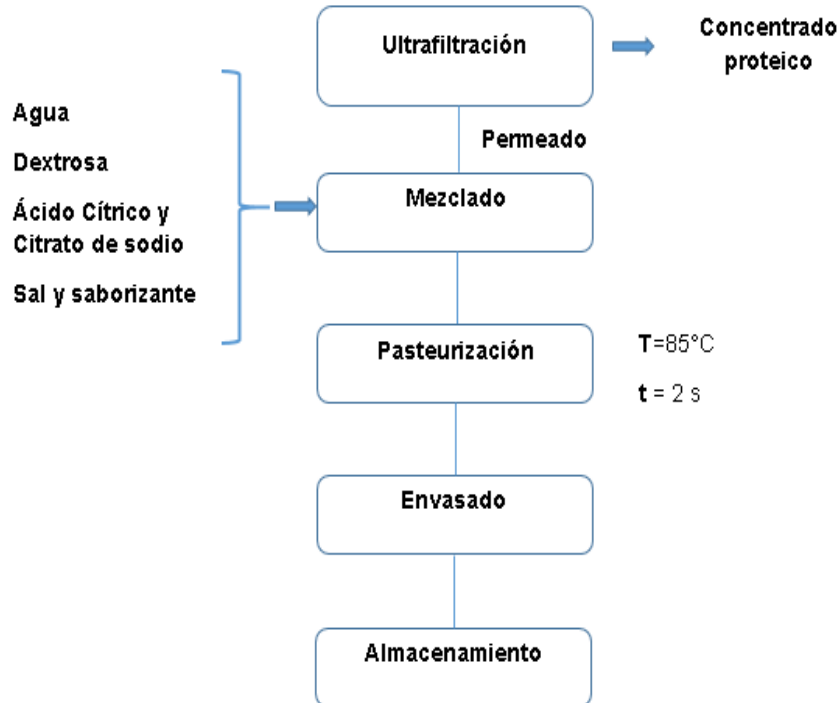 Ultrafiltración
Concentrado
proteico
Permeado
Agua
Dextrosa
Ácido Cítrico y
Citrato de sodio
Sal y saborizante
Mezclado
Pasteurización
T=85°C
t = 2 s
Envasado
Almacenamiento